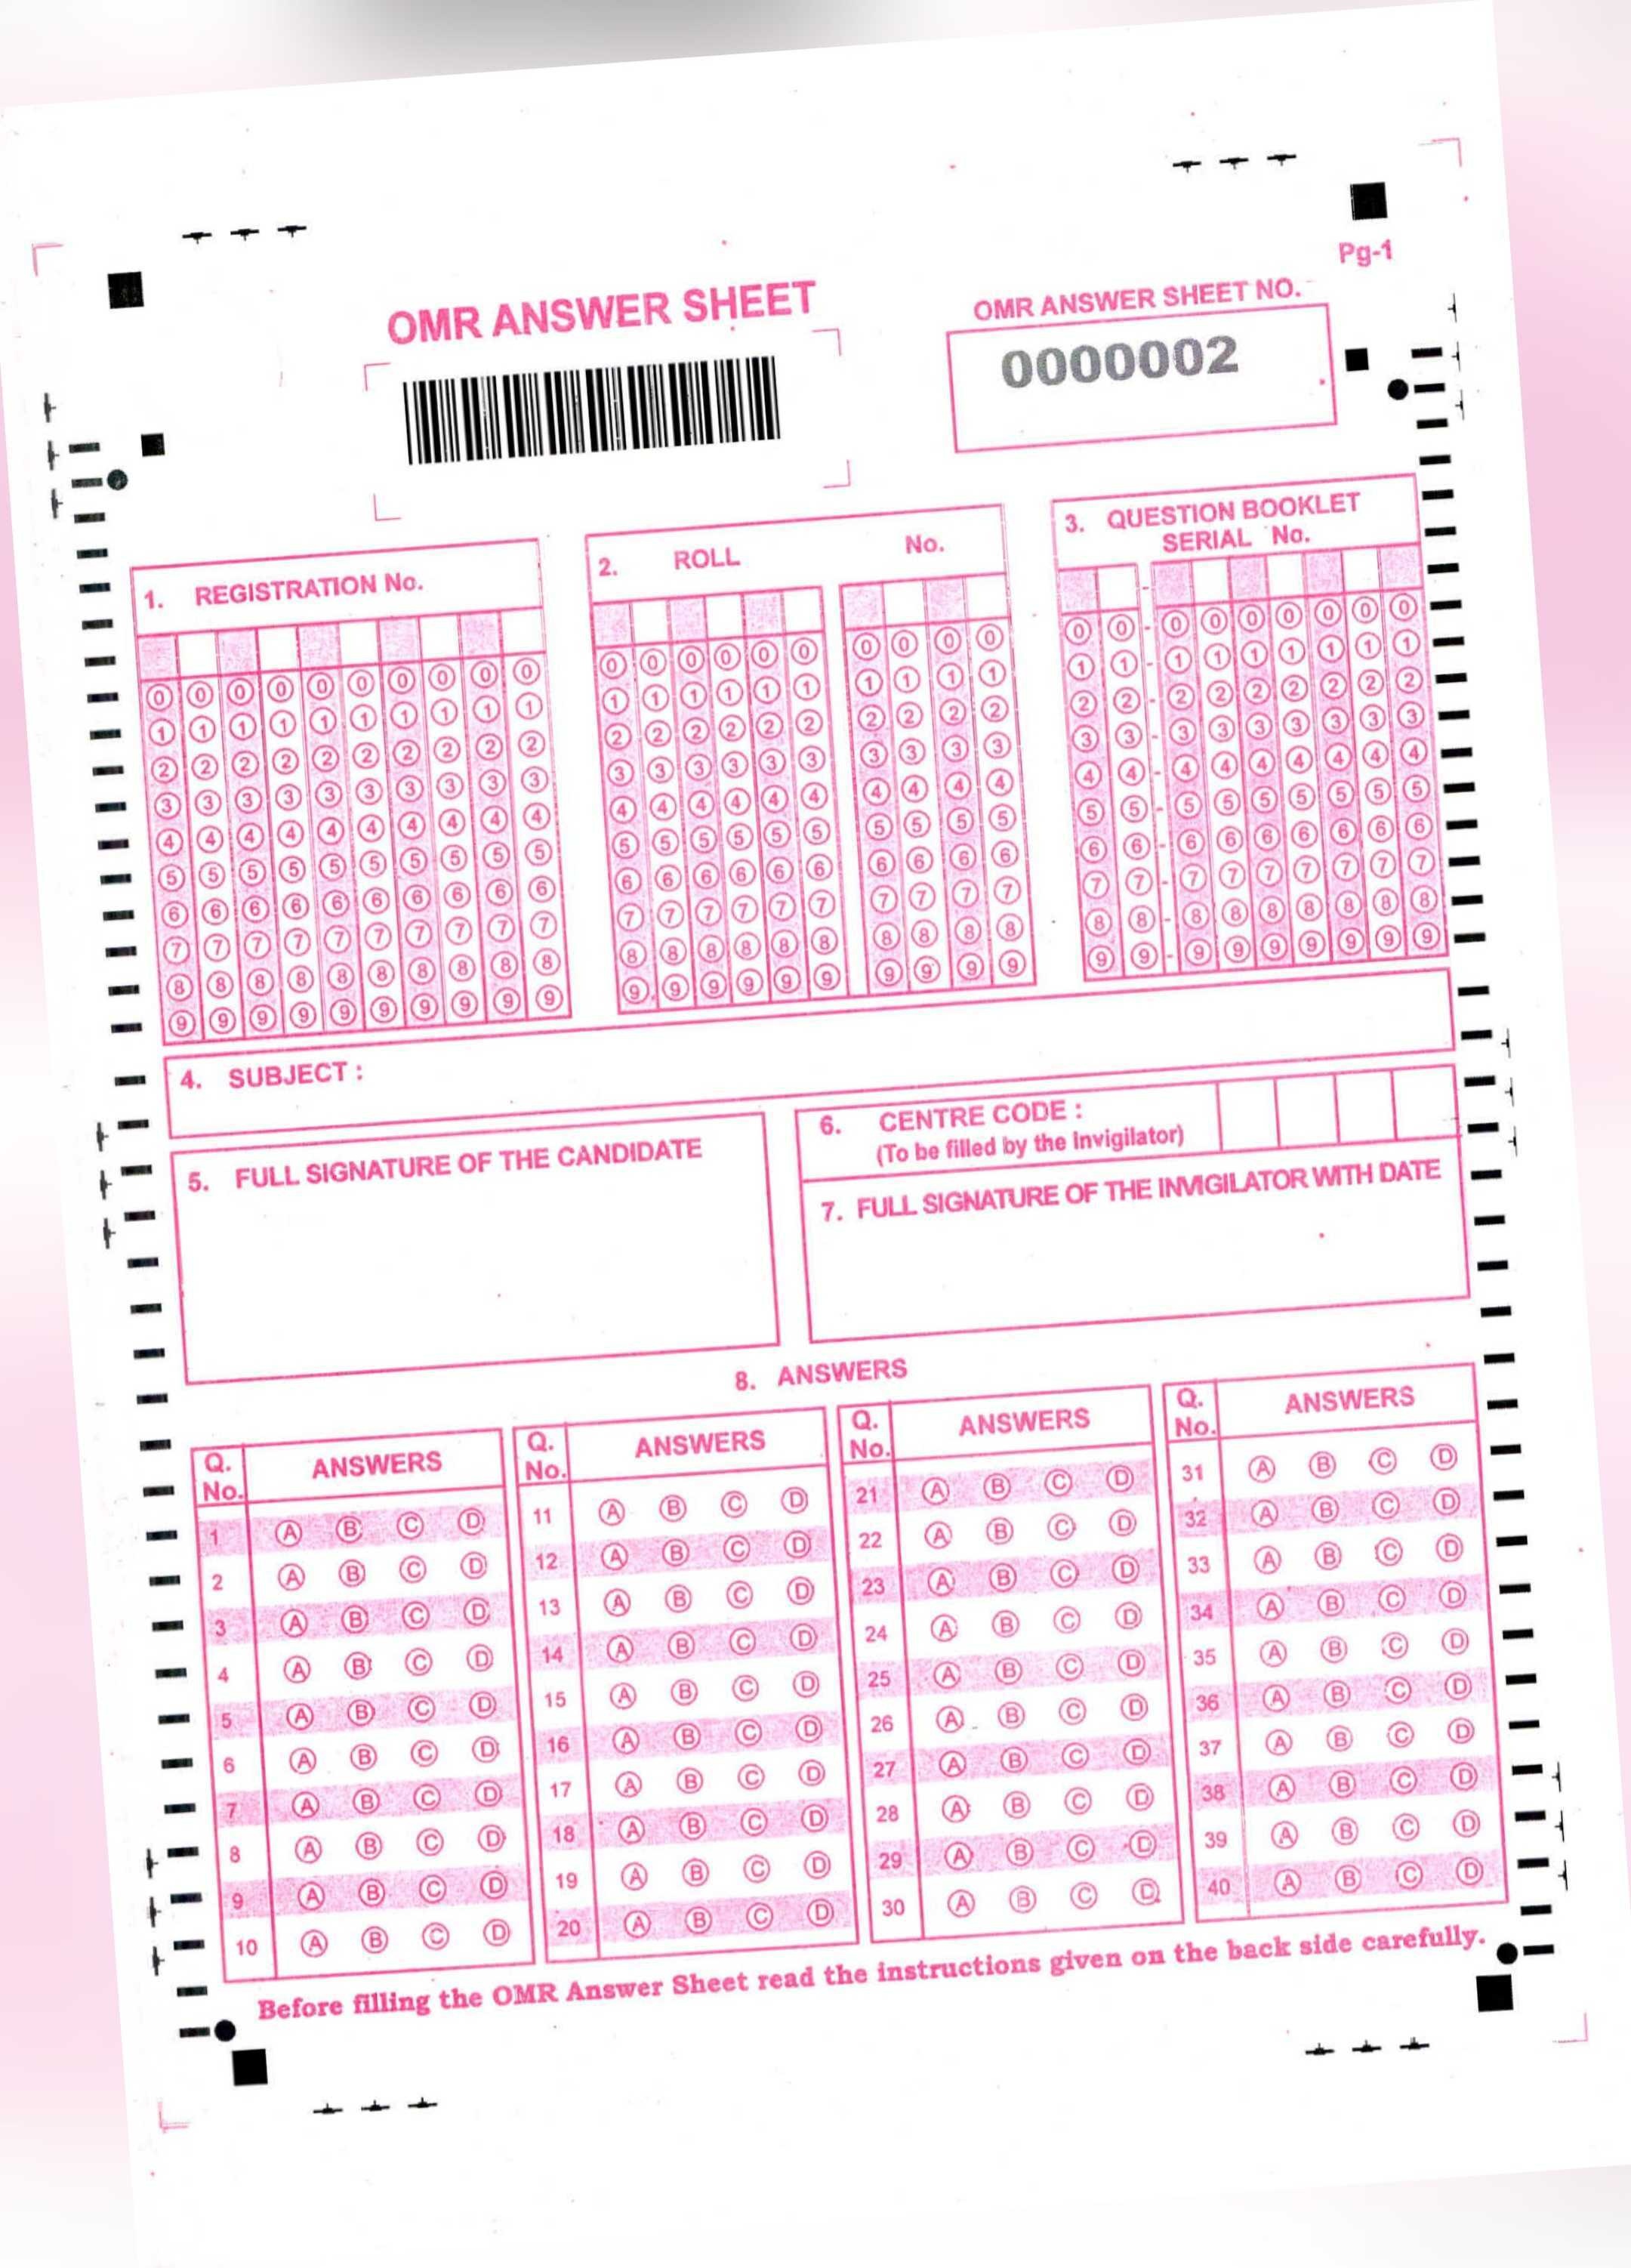 Pg-1
OMR ANSWER SHEET
OMR ANSWER SHEET NO.
0000002
1. REGISTRATION No.
0 0 0 0 0 0 0 0 0 0
1 1 1 1 1 1 1 1 1 1
2 2 2 2 2 2 2 2 2 2
3 3 3 3 3 3 3 3 3 3
4 4 4 4 4 4 4 4 4 4
5 5 5 5 5 5 5 5 5 5
6 6 6 6 6 6 6 6 6 6
7 7 7 7 7 7 7 7 7 7
8 8 8 8 8 8 8 8 8 8
9 9 9 9 9 9 9 9 9 9
2. ROLL No.
0 0 0 0 0 0 0 0 0 0
1 1 1 1 1 1 1 1 1 1
2 2 2 2 2 2 2 2 2 2
3 3 3 3 3 3 3 3 3 3
4 4 4 4 4 4 4 4 4 4
5 5 5 5 5 5 5 5 5 5
6 6 6 6 6 6 6 6 6 6
7 7 7 7 7 7 7 7 7 7
8 8 8 8 8 8 8 8 8 8
9 9 9 9 9 9 9 9 9 9
3. QUESTION BOOKLET
SERIAL No.
-
0 0 - 0 0 0 0 0 0 0
1 1 - 1 1 1 1 1 1 1
2 2 - 2 2 2 2 2 2 2
3 3 - 3 3 3 3 3 3 3
4 4 - 4 4 4 4 4 4 4
5 5 - 5 5 5 5 5 5 5
6 6 - 6 6 6 6 6 6 6
7 7 - 7 7 7 7 7 7 7
8 8 - 8 8 8 8 8 8 8
9 9 - 9 9 9 9 9 9 9
4. SUBJECT :
5. FULL SIGNATURE OF THE CANDIDATE
6. CENTRE CODE :
(To be filled by the Invigilator)
7. FULL SIGNATURE OF THE INVIGILATOR WITH DATE
8. ANSWERS
Q.
No. ANSWERS
1 A B C D
2 A B C D
3 A B C D
4 A B C D
5 A B C D
6 A B C D
7 A B C D
8 A B C D
9 A B C D
10 A B C D
Q.
No. ANSWERS
11 A B C D
12 A B C D
13 A B C D
14 A B C D
15 A B C D
16 A B C D
17 A B C D
18 A B C D
19 A B C D
20 A B C D
Q.
No. ANSWERS
21 A B C D
22 A B C D
23 A B C D
24 A B C D
25 A B C D
26 A B C D
27 A B C D
28 A B C D
29 A B C D
30 A B C D
Q.
No. ANSWERS
31 A B C D
32 A B C D
33 A B C D
34 A B C D
35 A B C D
36 A B C D
37 A B C D
38 A B C D
39 A B C D
40 A B C D
Before filling the OMR Answer Sheet read the instructions given on the back side carefully.